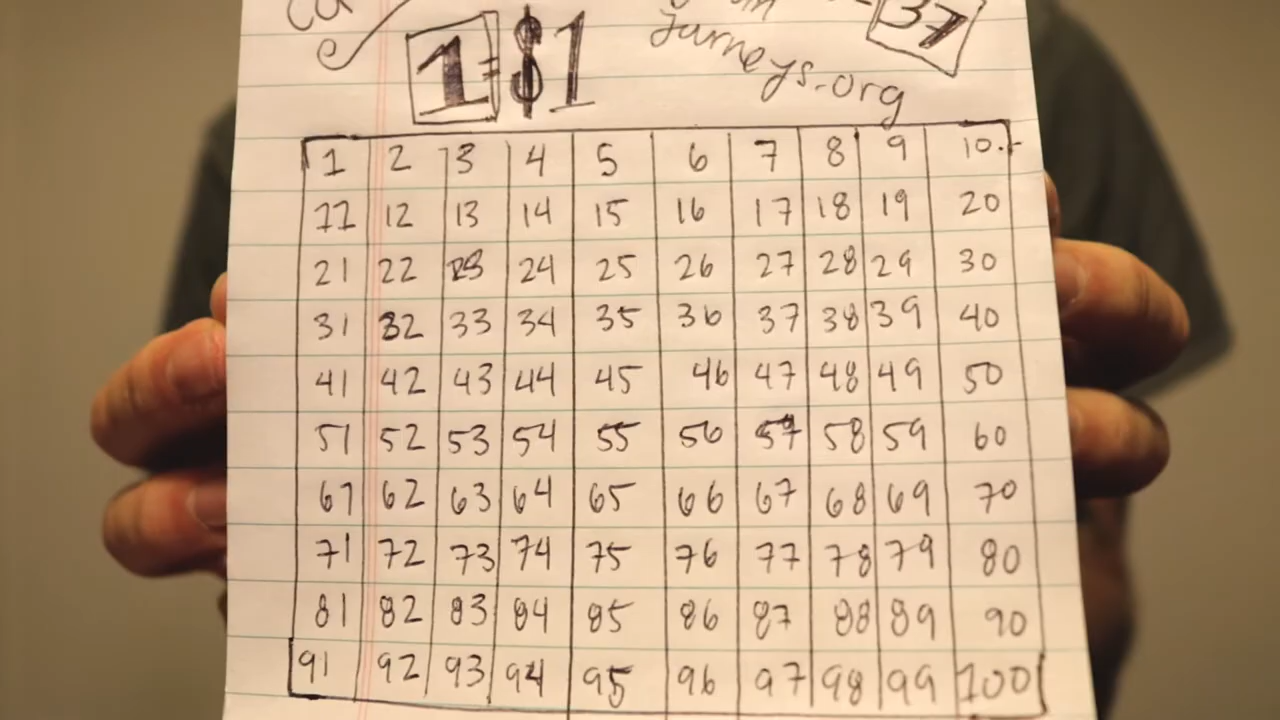 37
1 = $1
Jurneys.org
1 2 3 4 5 6 7 8 9 10
11 12 13 14 15 16 17 18 19 20
21 22 23 24 25 26 27 28 29 30
31 32 33 34 35 36 37 38 39 40
41 42 43 44 45 46 47 48 49 50
51 52 53 54 55 56 57 58 59 60
61 62 63 64 65 66 67 68 69 70
71 72 73 74 75 76 77 78 79 80
81 82 83 84 85 86 87 88 89 90
91 92 93 94 95 96 97 98 99 100